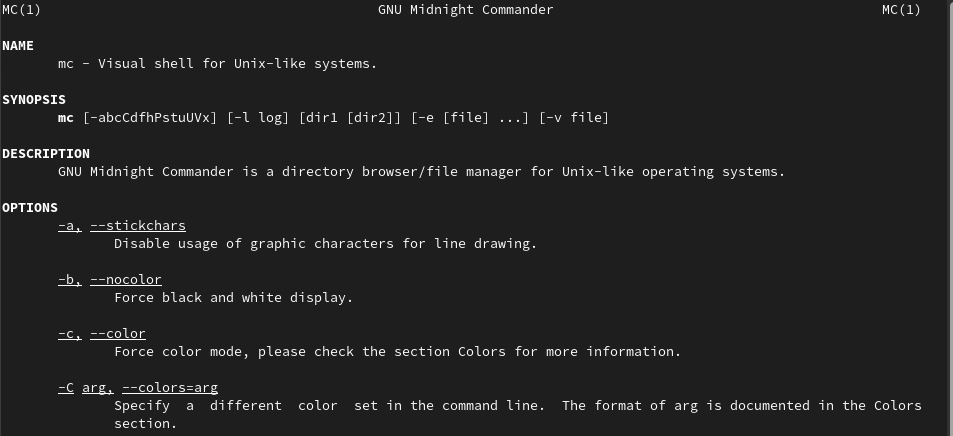 MC(1) GNU Midnight Commander MC(1)
NAME
mc - Visual shell for Unix-like systems.
SYNOPSIS
mc [-abcCdfhPstuUVx] [-l log] [dir1 [dir2]] [-e [file] ...] [-v file]
DESCRIPTION
GNU Midnight Commander is a directory browser/file manager for Unix-like operating systems.
OPTIONS
-a, --stickchars
Disable usage of graphic characters for line drawing.
-b, --nocolor
Force black and white display.
-c, --color
Force color mode, please check the section Colors for more information.
-C arg, --colors=arg
Specify a different color set in the command line. The format of arg is documented in the Colors
section.